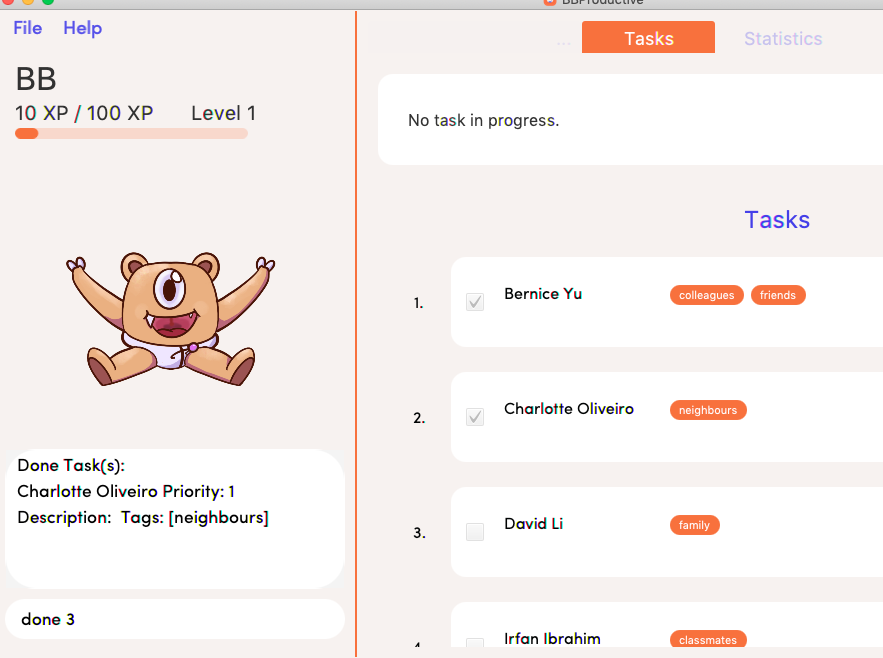 BBProductive
File Help
... Tasks Statistics
BB
10 XP / 100 XP Level 1
No task in progress.
Tasks
1. Bernice Yu colleagues friends
2. Charlotte Oliveiro neighbours
3. David Li family
4. Irfan Ibrahim classmates
Done Task(s):
Charlotte Oliveiro Priority: 1
Description: Tags: [neighbours]
done 3